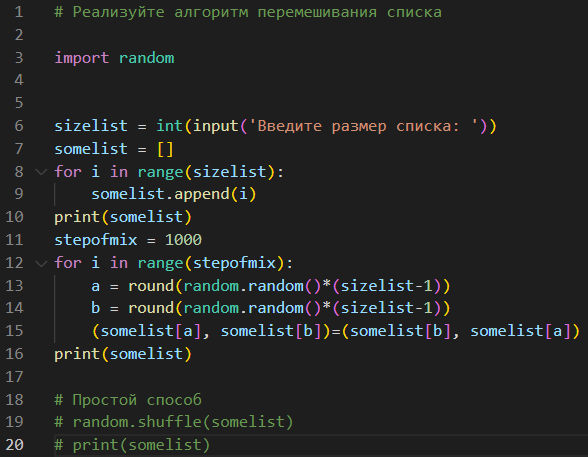 1 # Реализуйте алгоритм перемешивания списка
2
3 import random
4
5
6 sizelist = int(input('Введите размер списка: '))
7 somelist = []
8 for i in range(sizelist):
9     somelist.append(i)
10 print(somelist)
11 stepofmix = 1000
12 for i in range(stepofmix):
13     a = round(random.random()*(sizelist-1))
14     b = round(random.random()*(sizelist-1))
15     (somelist[a], somelist[b])=(somelist[b], somelist[a])
16 print(somelist)
17
18 # Простой способ
19 # random.shuffle(somelist)
20 # print(somelist)